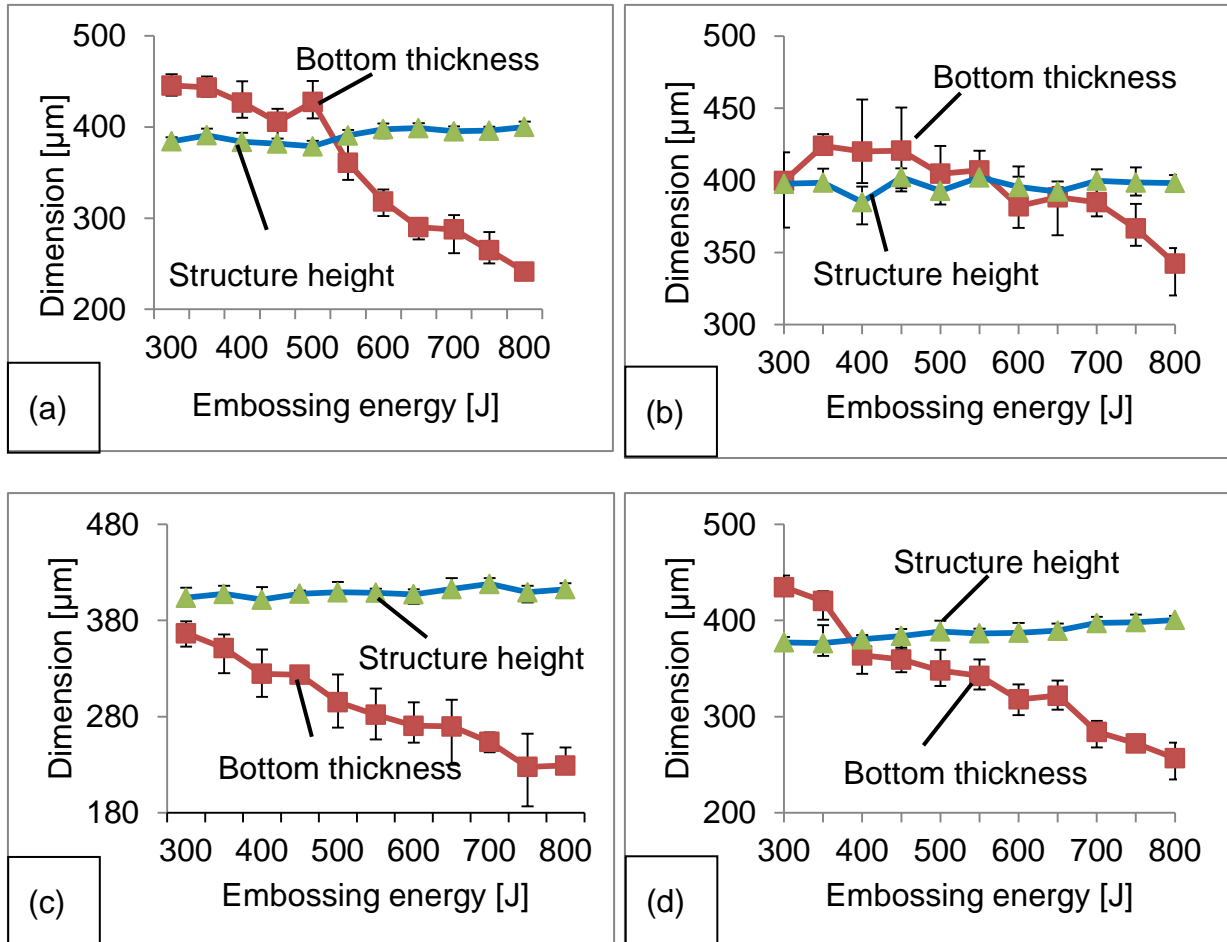 500
400
300
200
Dimension [µm]
Bottom thickness
Structure height
300 400 500 600 700 800
Embossing energy [J]
(a)
500
450
400
350
300
Dimension [µm]
Bottom thickness
Structure height
300 400 500 600 700 800
Embossing energy [J]
(b)
480
380
280
180
Dimension [µm]
Structure height
Bottom thickness
300 400 500 600 700 800
Embossing energy [J]
(c)
500
400
300
200
Dimension [µm]
Structure height
Bottom thickness
300 400 500 600 700 800
Embossing energy [J]
(d)